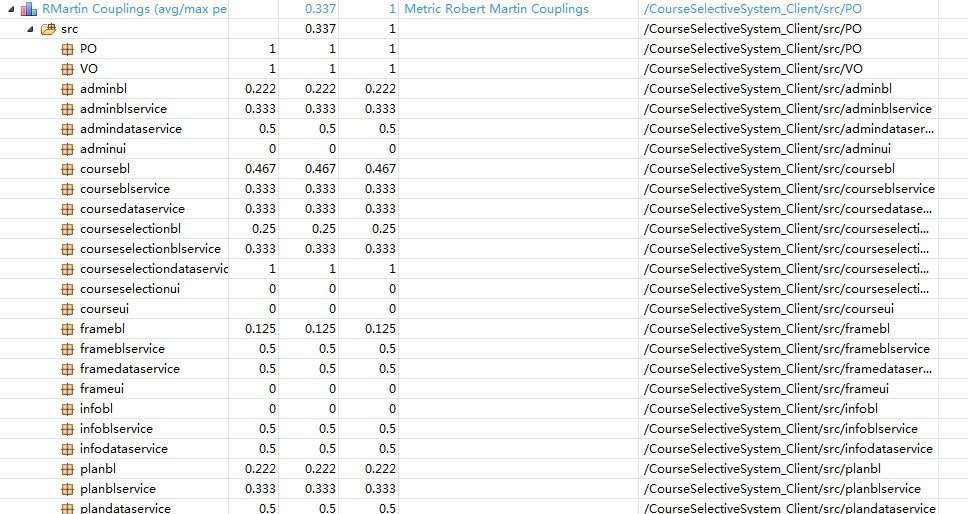 RMartin Couplings (avg/max pe 0.337 1 Metric Robert Martin Couplings /CourseSelectiveSystem_Client/src/PO
src 0.337 1 /CourseSelectiveSystem_Client/src/PO
PO 1 1 1 /CourseSelectiveSystem_Client/src/PO
VO 1 1 1 /CourseSelectiveSystem_Client/src/VO
adminbl 0.222 0.222 0.222 /CourseSelectiveSystem_Client/src/adminbl
adminblservice 0.333 0.333 0.333 /CourseSelectiveSystem_Client/src/adminblservice
admindataservice 0.5 0.5 0.5 /CourseSelectiveSystem_Client/src/admindataser...
adminui 0 0 0 /CourseSelectiveSystem_Client/src/adminui
coursebl 0.467 0.467 0.467 /CourseSelectiveSystem_Client/src/coursebl
courseblservice 0.333 0.333 0.333 /CourseSelectiveSystem_Client/src/courseblservice
coursedataservice 0.333 0.333 0.333 /CourseSelectiveSystem_Client/src/coursedatase...
courseselectionbl 0.25 0.25 0.25 /CourseSelectiveSystem_Client/src/courseselecti...
courseselectionblservice 0.333 0.333 0.333 /CourseSelectiveSystem_Client/src/courseselecti...
courseselectiondataservic 1 1 1 /CourseSelectiveSystem_Client/src/courseselecti...
courseselectionui 0 0 0 /CourseSelectiveSystem_Client/src/courseselecti...
courseui 0 0 0 /CourseSelectiveSystem_Client/src/courseui
framebl 0.125 0.125 0.125 /CourseSelectiveSystem_Client/src/framebl
frameblservice 0.5 0.5 0.5 /CourseSelectiveSystem_Client/src/frameblservice
framedataservice 0.5 0.5 0.5 /CourseSelectiveSystem_Client/src/framedataser...
frameui 0 0 0 /CourseSelectiveSystem_Client/src/frameui
infobl 0 0 0 /CourseSelectiveSystem_Client/src/infobl
infoblservice 0.5 0.5 0.5 /CourseSelectiveSystem_Client/src/infoblservice
infodataservice 0.5 0.5 0.5 /CourseSelectiveSystem_Client/src/infodataservice
planbl 0.222 0.222 0.222 /CourseSelectiveSystem_Client/src/planbl
planblservice 0.333 0.333 0.333 /CourseSelectiveSystem_Client/src/planblservice
plandataservice 0.5 0.5 0.5 /CourseSelectiveSystem_Client/src/plandataservice